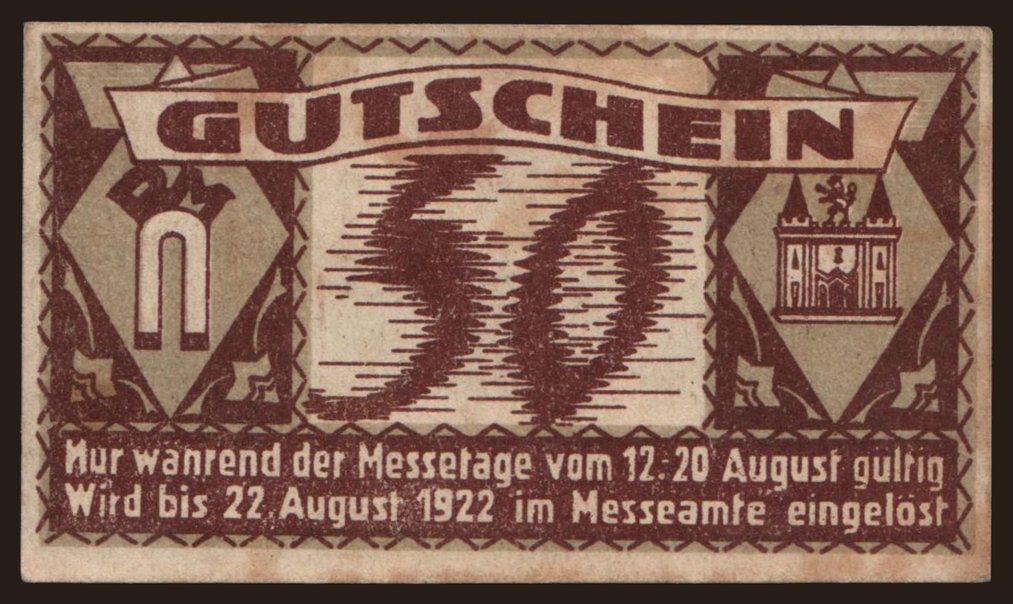 GUTSCHEIN
DM
50
Nur während der Messetage vom 12.-20 August gültig
Wird bis 22. August 1922 im Messeamte eingelöst